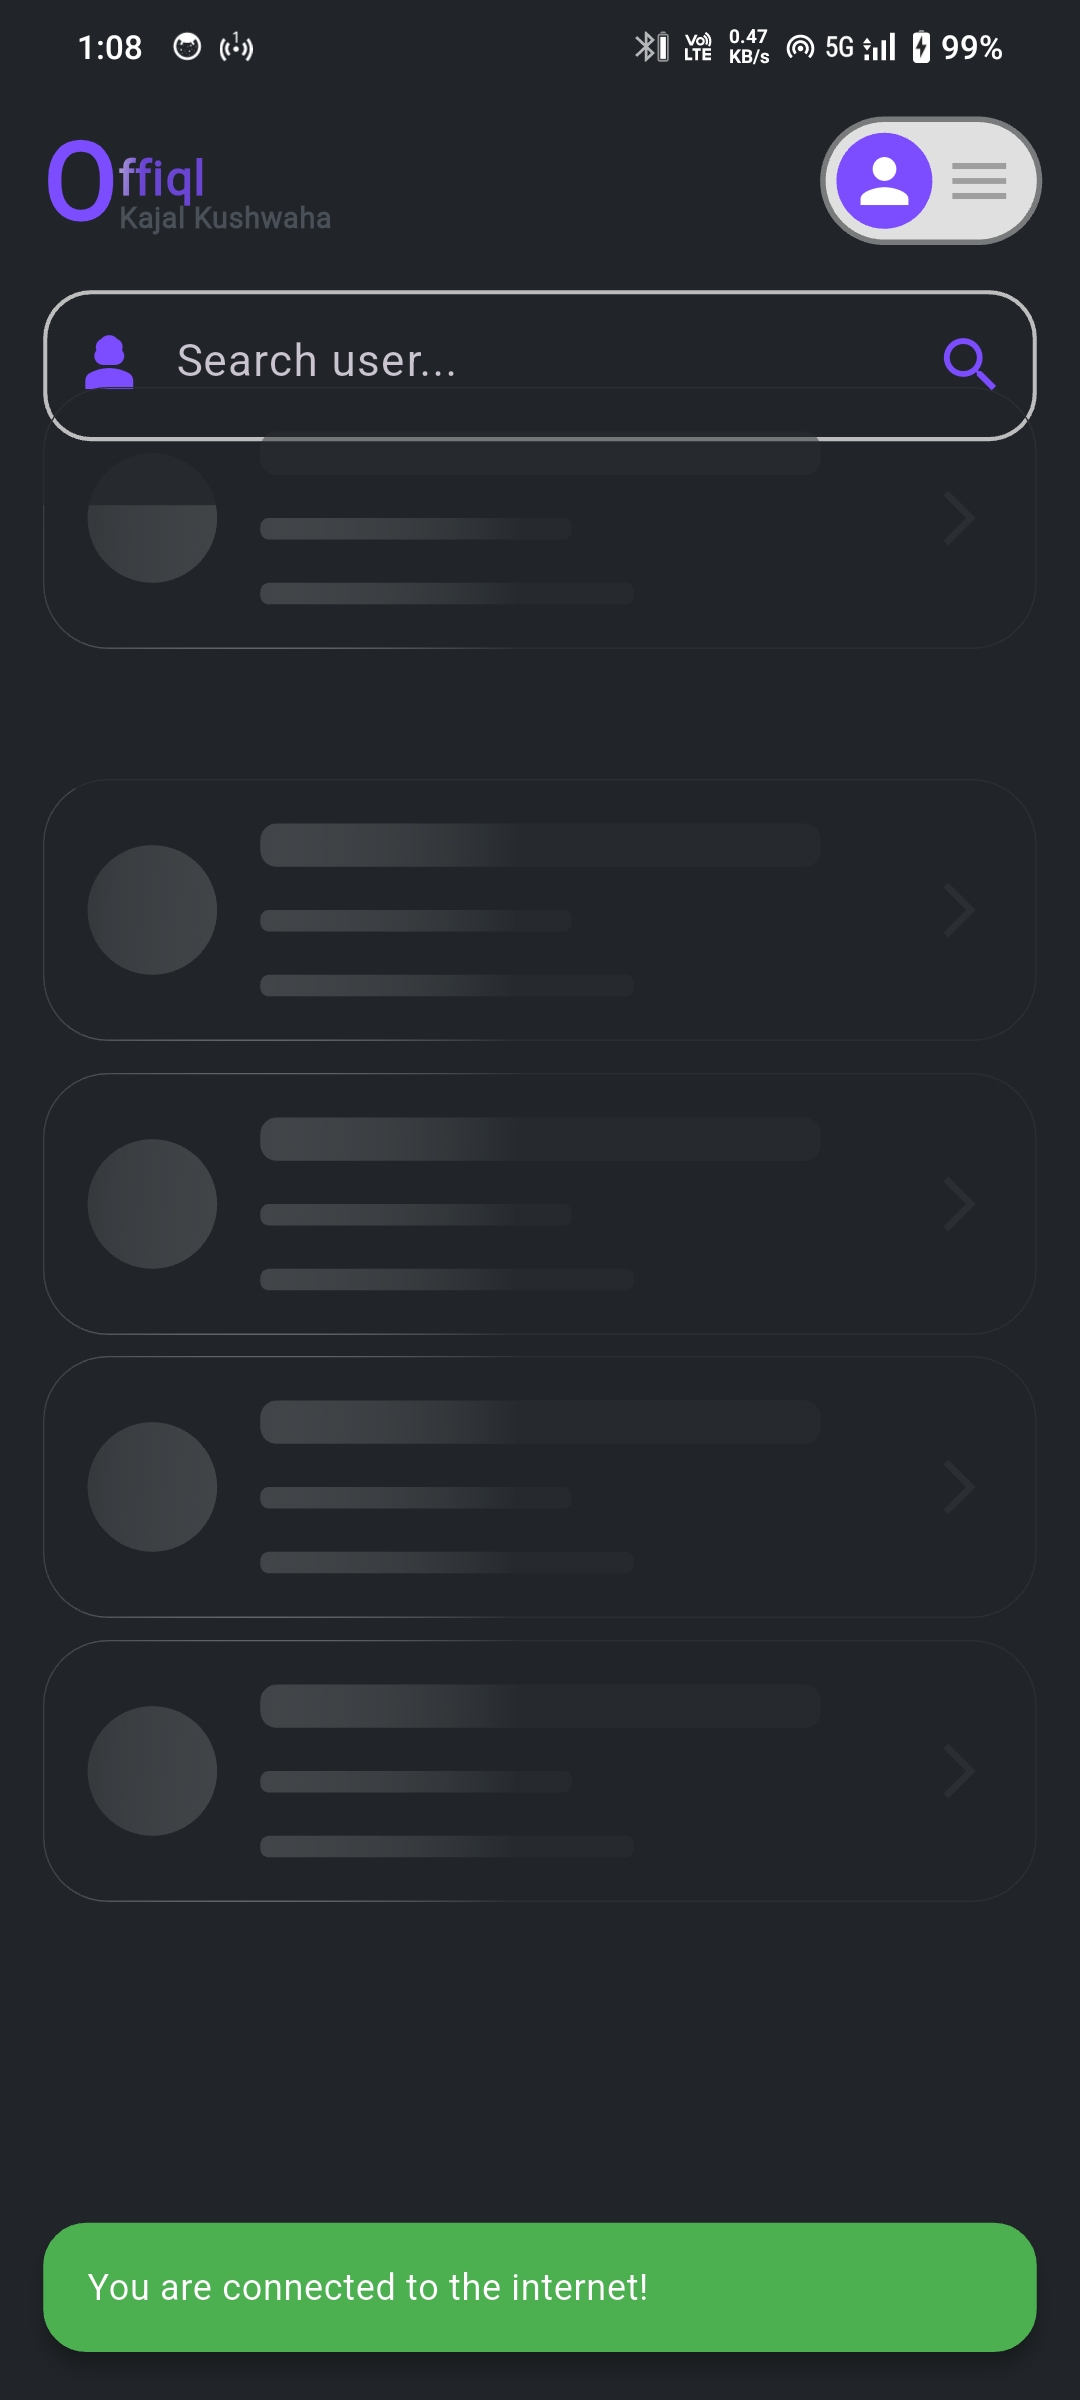 1:08 1 Vo) LTE 0.47 KB/s 5G 99%
Offiql
Kajal Kushwaha
Search user...
You are connected to the internet!